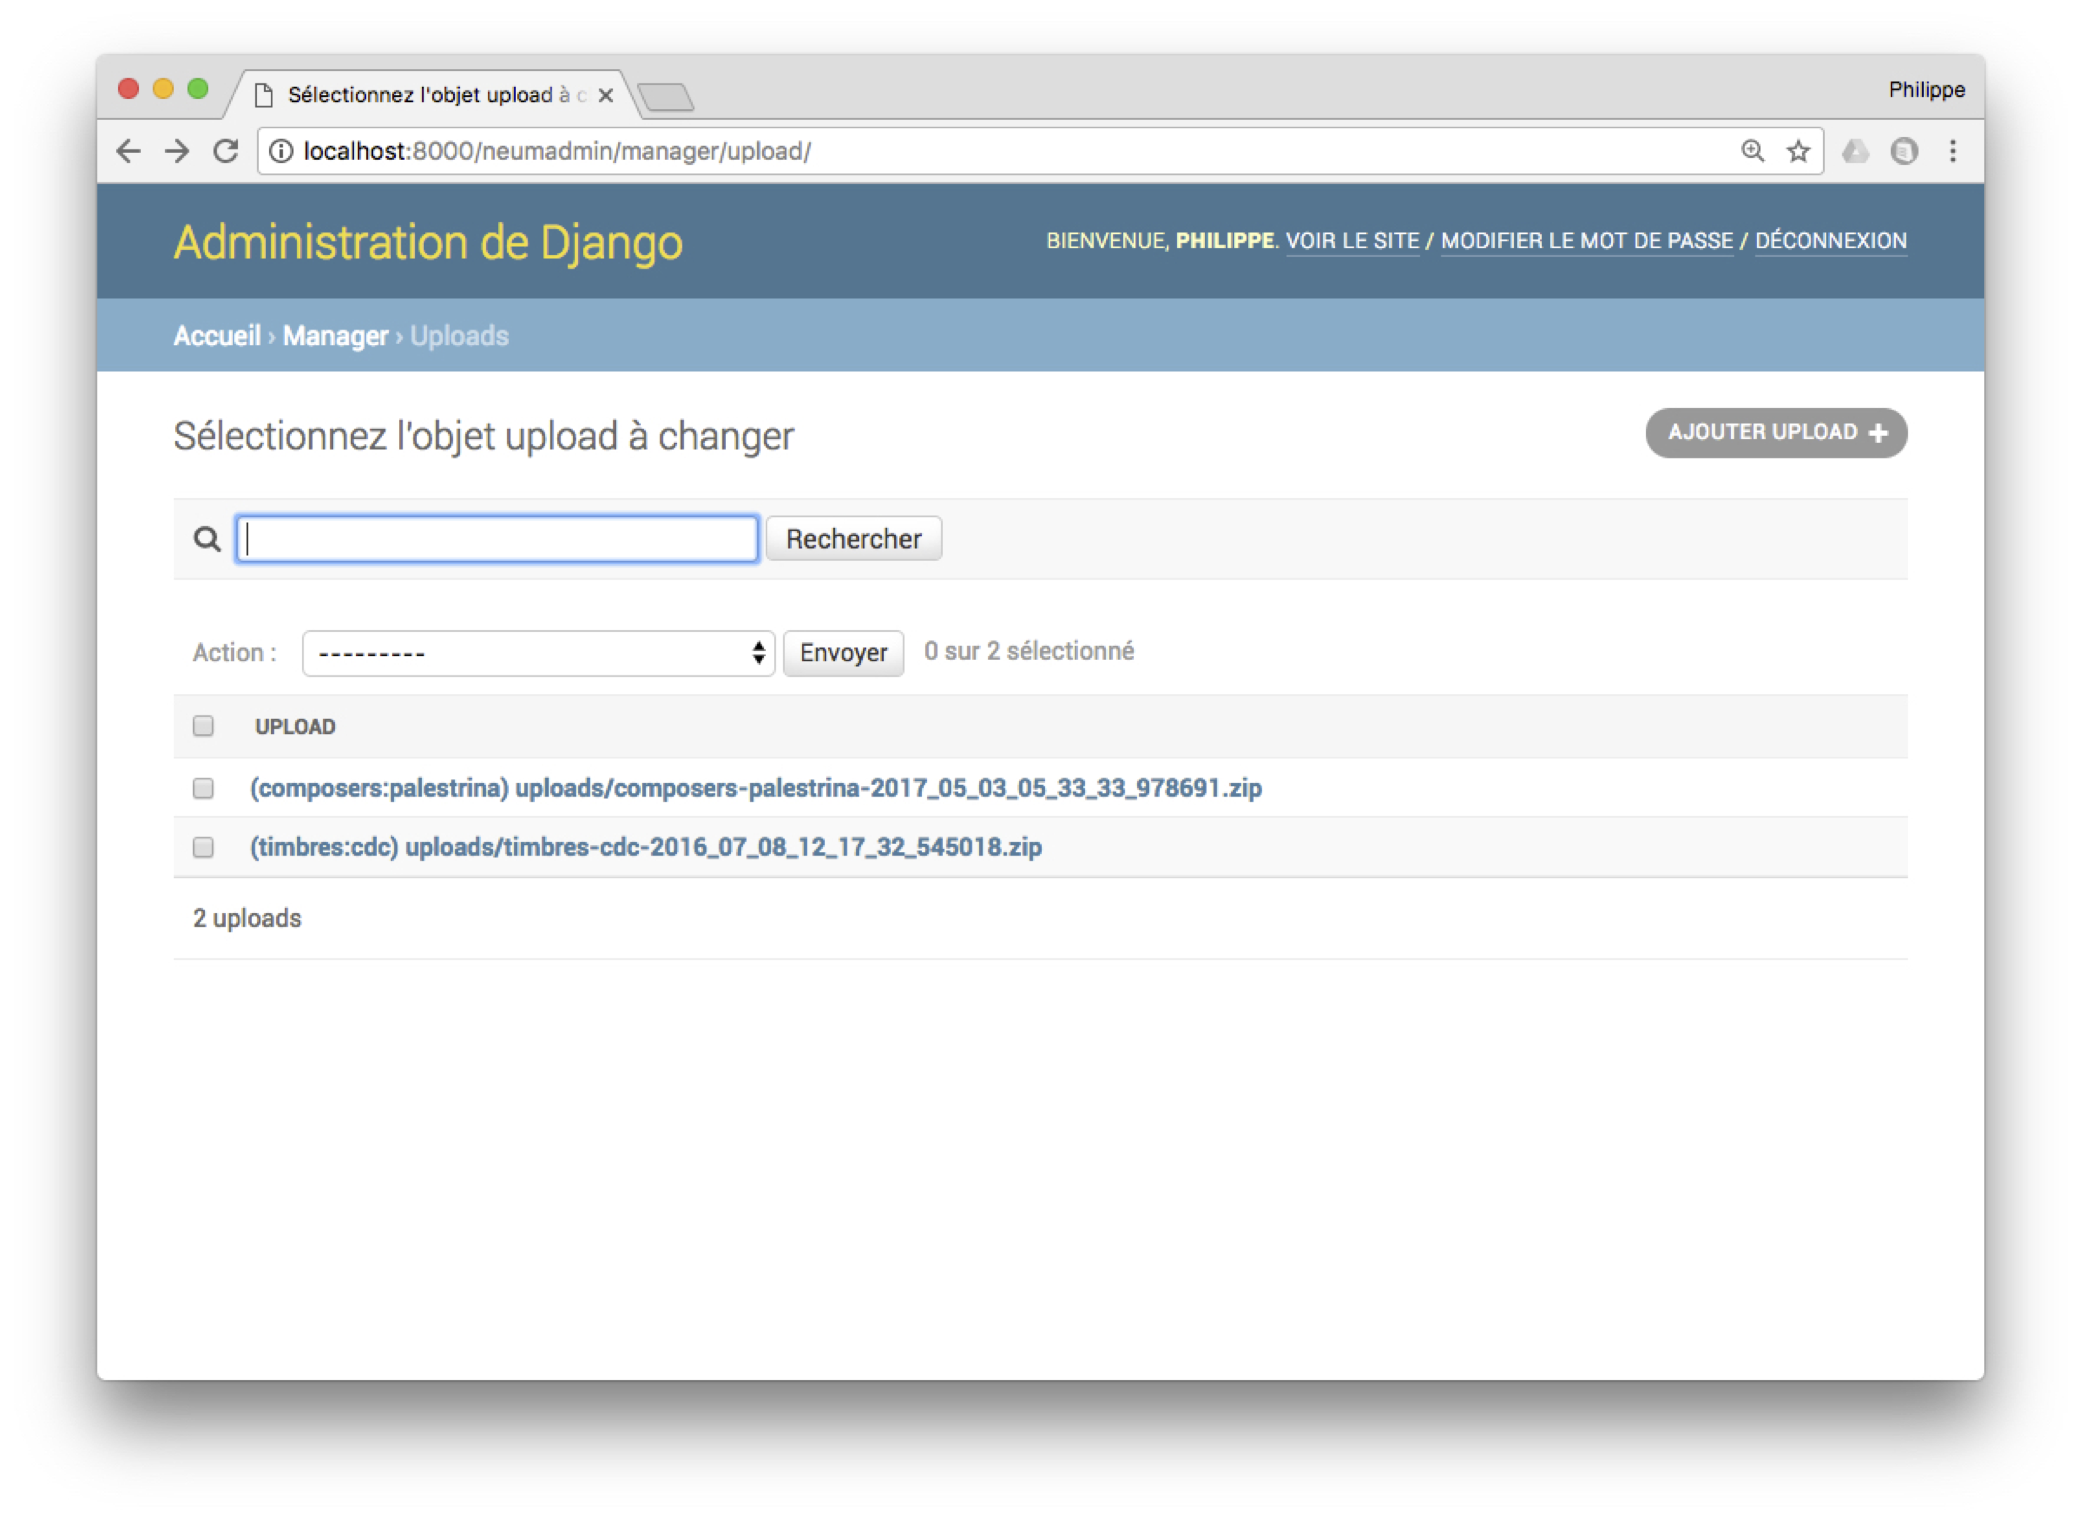 Sélectionnez l'objet upload à c
Philippe
localhost:8000/neumadmin/manager/upload/
Administration de Django
BIENVENUE, PHILIPPE. VOIR LE SITE / MODIFIER LE MOT DE PASSE / DÉCONNEXION
Accueil › Manager › Uploads
Sélectionnez l'objet upload à changer
AJOUTER UPLOAD +
Rechercher
Action : --------- Envoyer 0 sur 2 sélectionné
UPLOAD
(composers:palestrina) uploads/composers-palestrina-2017_05_03_05_33_33_978691.zip
(timbres:cdc) uploads/timbres-cdc-2016_07_08_12_17_32_545018.zip
2 uploads